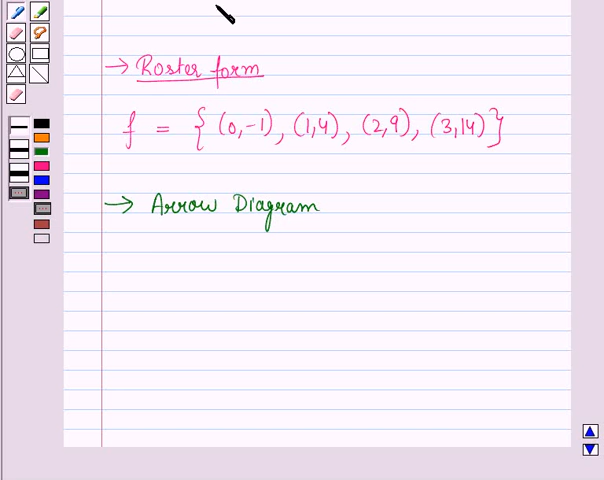 → Roster form
f = { (0,-1), (1,4), (2,9), (3,14) }
→ Arrow Diagram